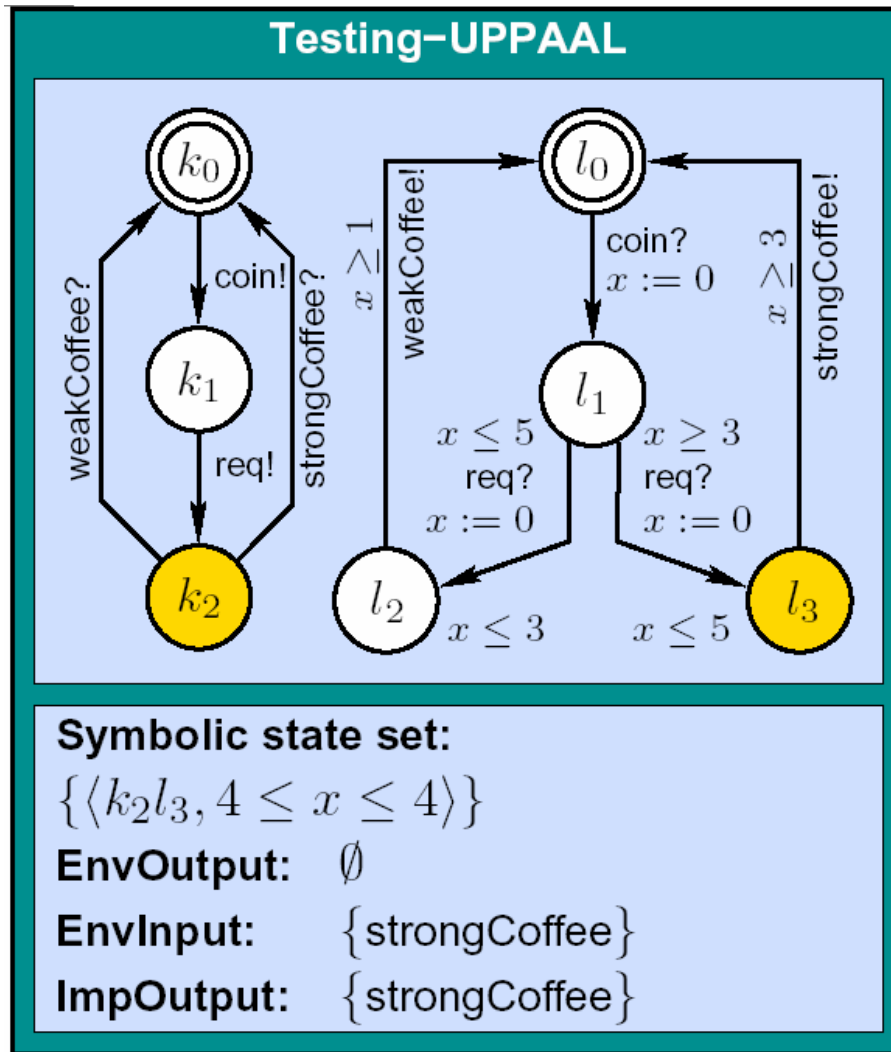 Testing-UPPAAL
k₀
coin!
k₁
req!
k₂
weakCoffee?
strongCoffee?
l₀
coin?
x := 0
l₁
x ≤ 5
req?
x := 0
x ≥ 3
req?
x := 0
x ≥ 1
weakCoffee!
x ≥ 3
strongCoffee!
l₂
x ≤ 3
x ≤ 5
l₃
Symbolic state set:
{⟨k₂l₃, 4 ≤ x ≤ 4⟩}
EnvOutput: ∅
EnvInput: {strongCoffee}
ImpOutput: {strongCoffee}